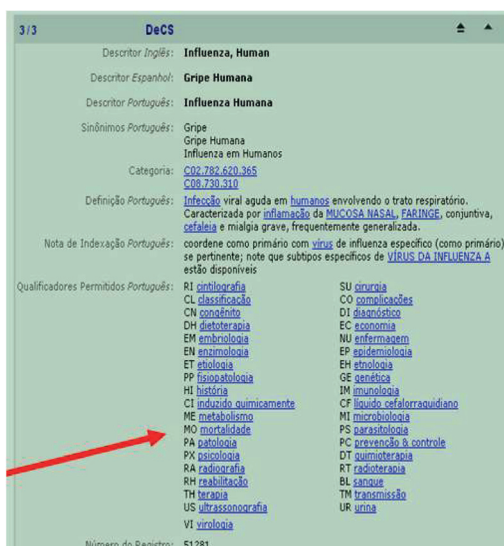 3/3 DeCS
Descritor Inglês: Influenza, Human
Descritor Espanhol: Gripe Humana
Descritor Português: Influenza Humana
Sinônimos Português: Gripe
Gripe Humana
Influenza em Humanos
Categoria: C02.782.620.365
C08.730.310
Definição Português: Infecção viral aguda em humanos envolvendo o trato respiratório.
Caracterizada por inflamação da MUCOSA NASAL, FARINGE, conjuntiva,
cefaleia e mialgia grave, frequentemente generalizada.
Nota de Indexação Português: coordene como primário com vírus de influenza específico (como primário)
se pertinente; note que subtipos específicos de VÍRUS DA INFLUENZA A
estão disponíveis
Qualificadores Permitidos Português: RI cintilografia SU cirurgia
CL classificação CO complicações
CN congênito DI diagnóstico
DH dietoterapia EC economia
EM embriologia NU enfermagem
EN enzimologia EP epidemiologia
ET etiologia EH etnologia
PP fisiopatologia GE genética
HI história IM imunologia
CI induzido quimicamente CF líquido cefalorraquidiano
ME metabolismo MI microbiologia
MO mortalidade PS parasitologia
PA patologia PC prevenção & controle
PX psicologia DT quimioterapia
RA radiografia RT radioterapia
RH reabilitação BL sangue
TH terapia TM transmissão
US ultrassonografia UR urina
VI virologia
Número do Registro: 51281